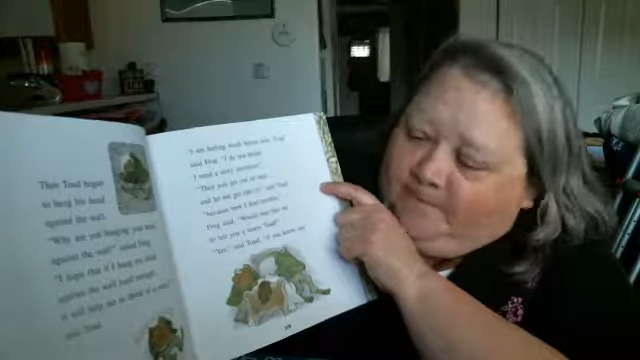 Then Toad began
to bang his head
against the wall.
"Why are you banging your head
against the wall?" asked Frog.
"I hope that if I bang my head
against the wall hard enough,
it will help me to think of a story,"
said Toad.
"I am feeling much better now, Toad,"
said Frog. "I do not think
I need a story anymore."
"Then you get out of bed
and let me get into it," said Toad,
"because now I feel terrible."
Frog said, "Would you like me
to tell you a story, Toad?"
"Yes," said Toad, "if you know one."